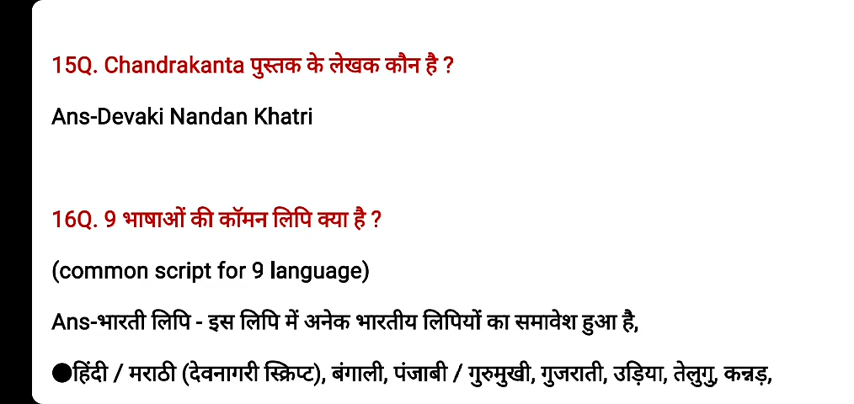 15Q. Chandrakanta पुस्तक के लेखक कौन है ?
Ans-Devaki Nandan Khatri
16Q. 9 भाषाओं की कॉमन लिपि क्या है ?
(common script for 9 language)
Ans-भारती लिपि - इस लिपि में अनेक भारतीय लिपियों का समावेश हुआ है,
●हिंदी / मराठी (देवनागरी स्क्रिप्ट), बंगाली, पंजाबी / गुरुमुखी, गुजराती, उड़िया, तेलुगु, कन्नड़,